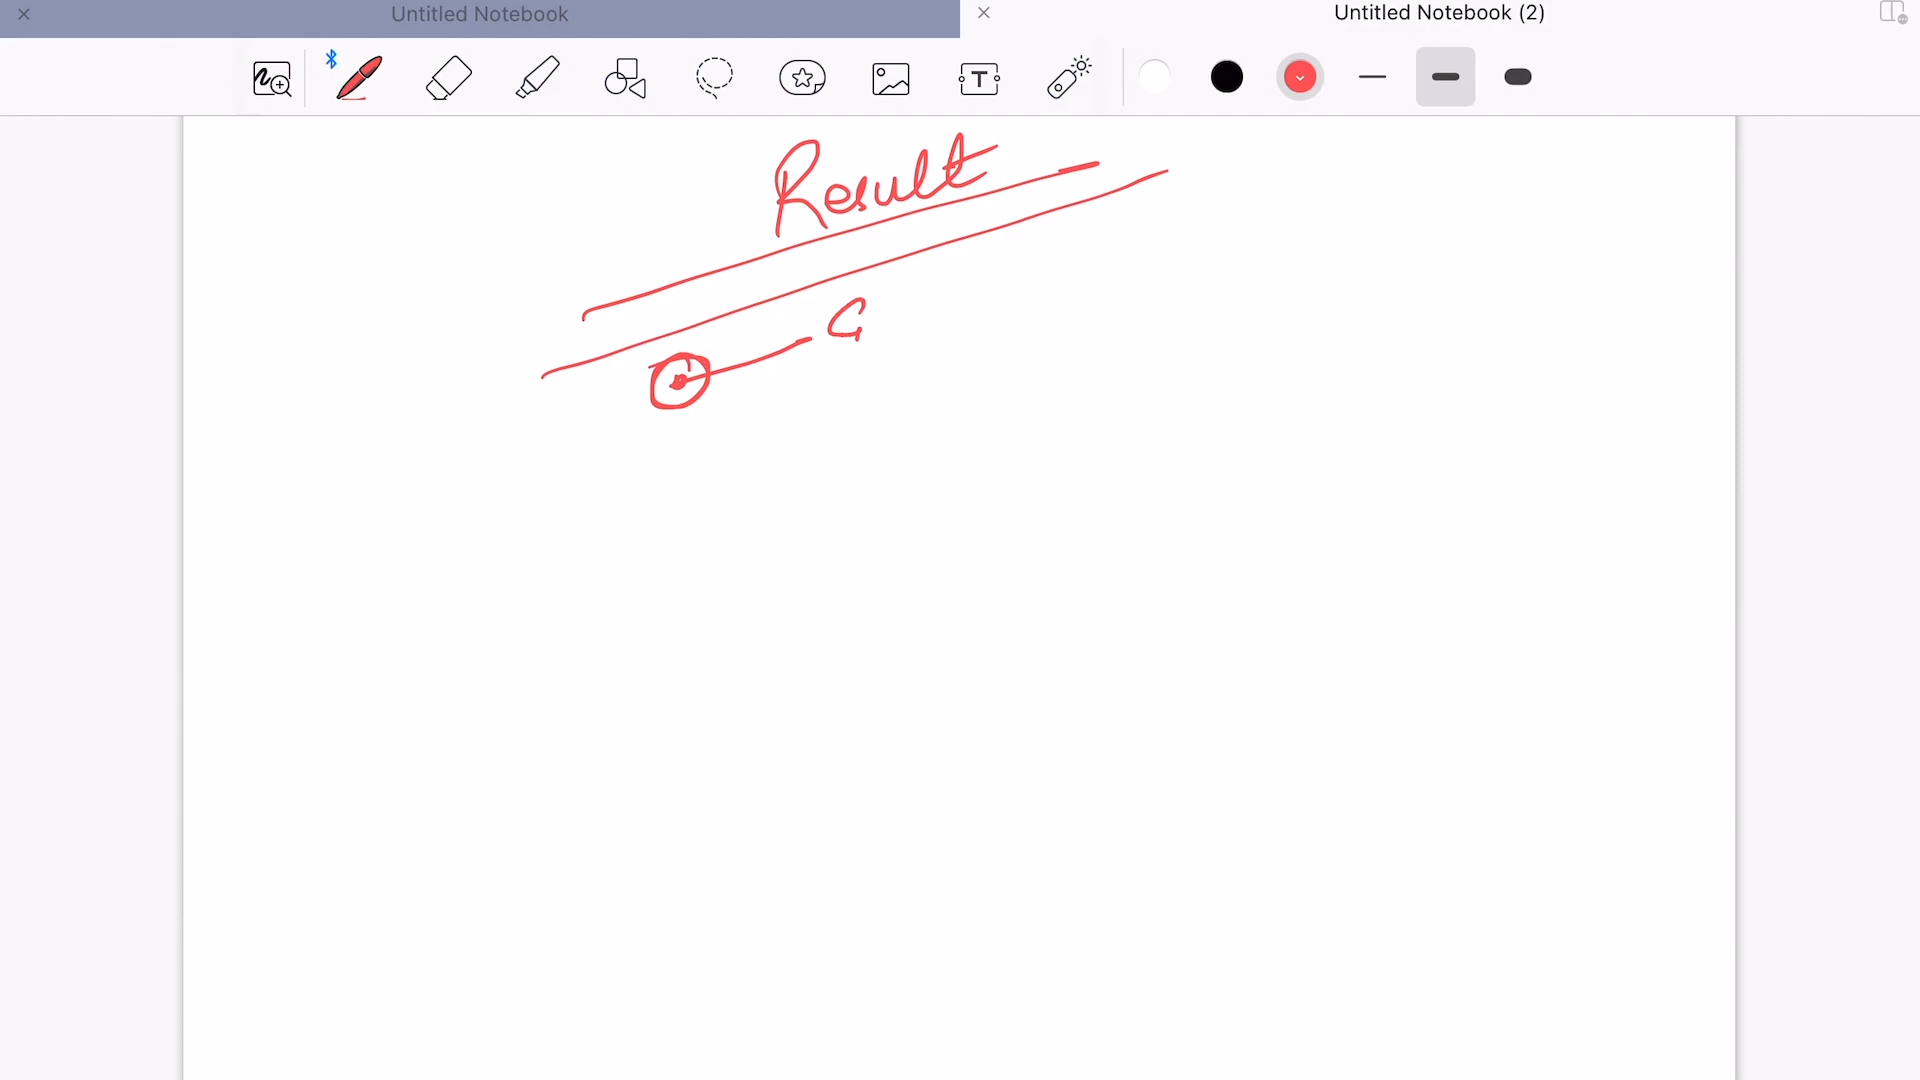 Untitled Notebook
Untitled Notebook (2)
T
Result
G